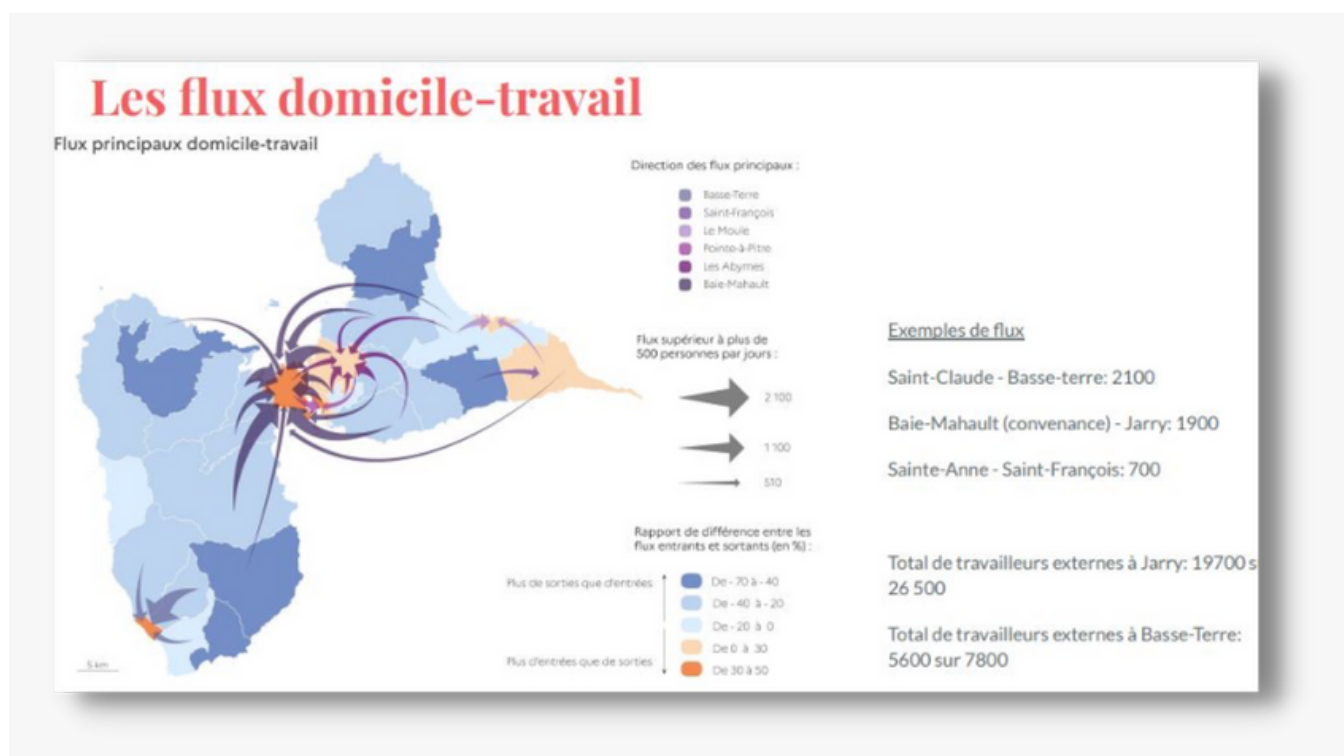 Les flux domicile-travail
Flux principaux domicile-travail
Direction des flux principaux :
Basse-Terre
Saint-François
Le Moule
Pointe-à-Pitre
Les Abymes
Baie-Mahault
Flux supérieur à plus de
500 personnes par jours :
2 100
1 100
510
Rapport de différence entre les
flux entrants et sortants (en %) :
Plus de sorties que d'entrées
De - 70 à - 40
De - 40 à - 20
De - 20 à 0
De 0 à 30
De 30 à 50
Plus d'entrées que de sorties
5 km
Exemples de flux
Saint-Claude - Basse-terre: 2100
Baie-Mahault (convenance) - Jarry: 1900
Sainte-Anne - Saint-François: 700
Total de travailleurs externes à Jarry: 19700 s
26 500
Total de travailleurs externes à Basse-Terre:
5600 sur 7800